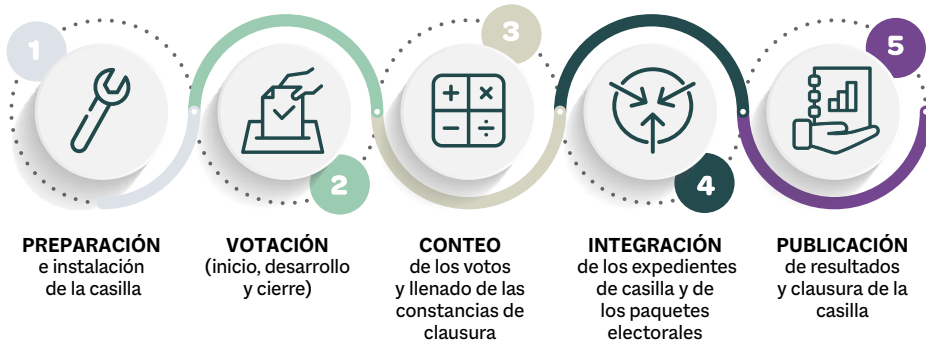 1
PREPARACIÓN
e instalación
de la casilla
2
VOTACIÓN
(inicio, desarrollo
y cierre)
3
CONTEO
de los votos
y llenado de las
constancias de
clausura
4
INTEGRACIÓN
de los expedientes
de casilla y de
los paquetes
electorales
5
PUBLICACIÓN
de resultados
y clausura de la
casilla